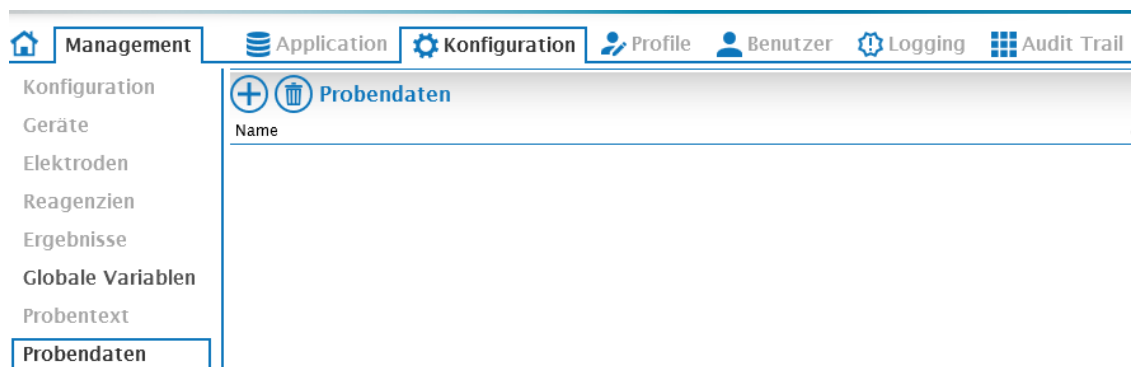 Management Application Konfiguration Profile Benutzer Logging Audit Trail
Konfiguration
Geräte
Elektroden
Reagenzien
Ergebnisse
Globale Variablen
Probentext
Probendaten
Probendaten
Name